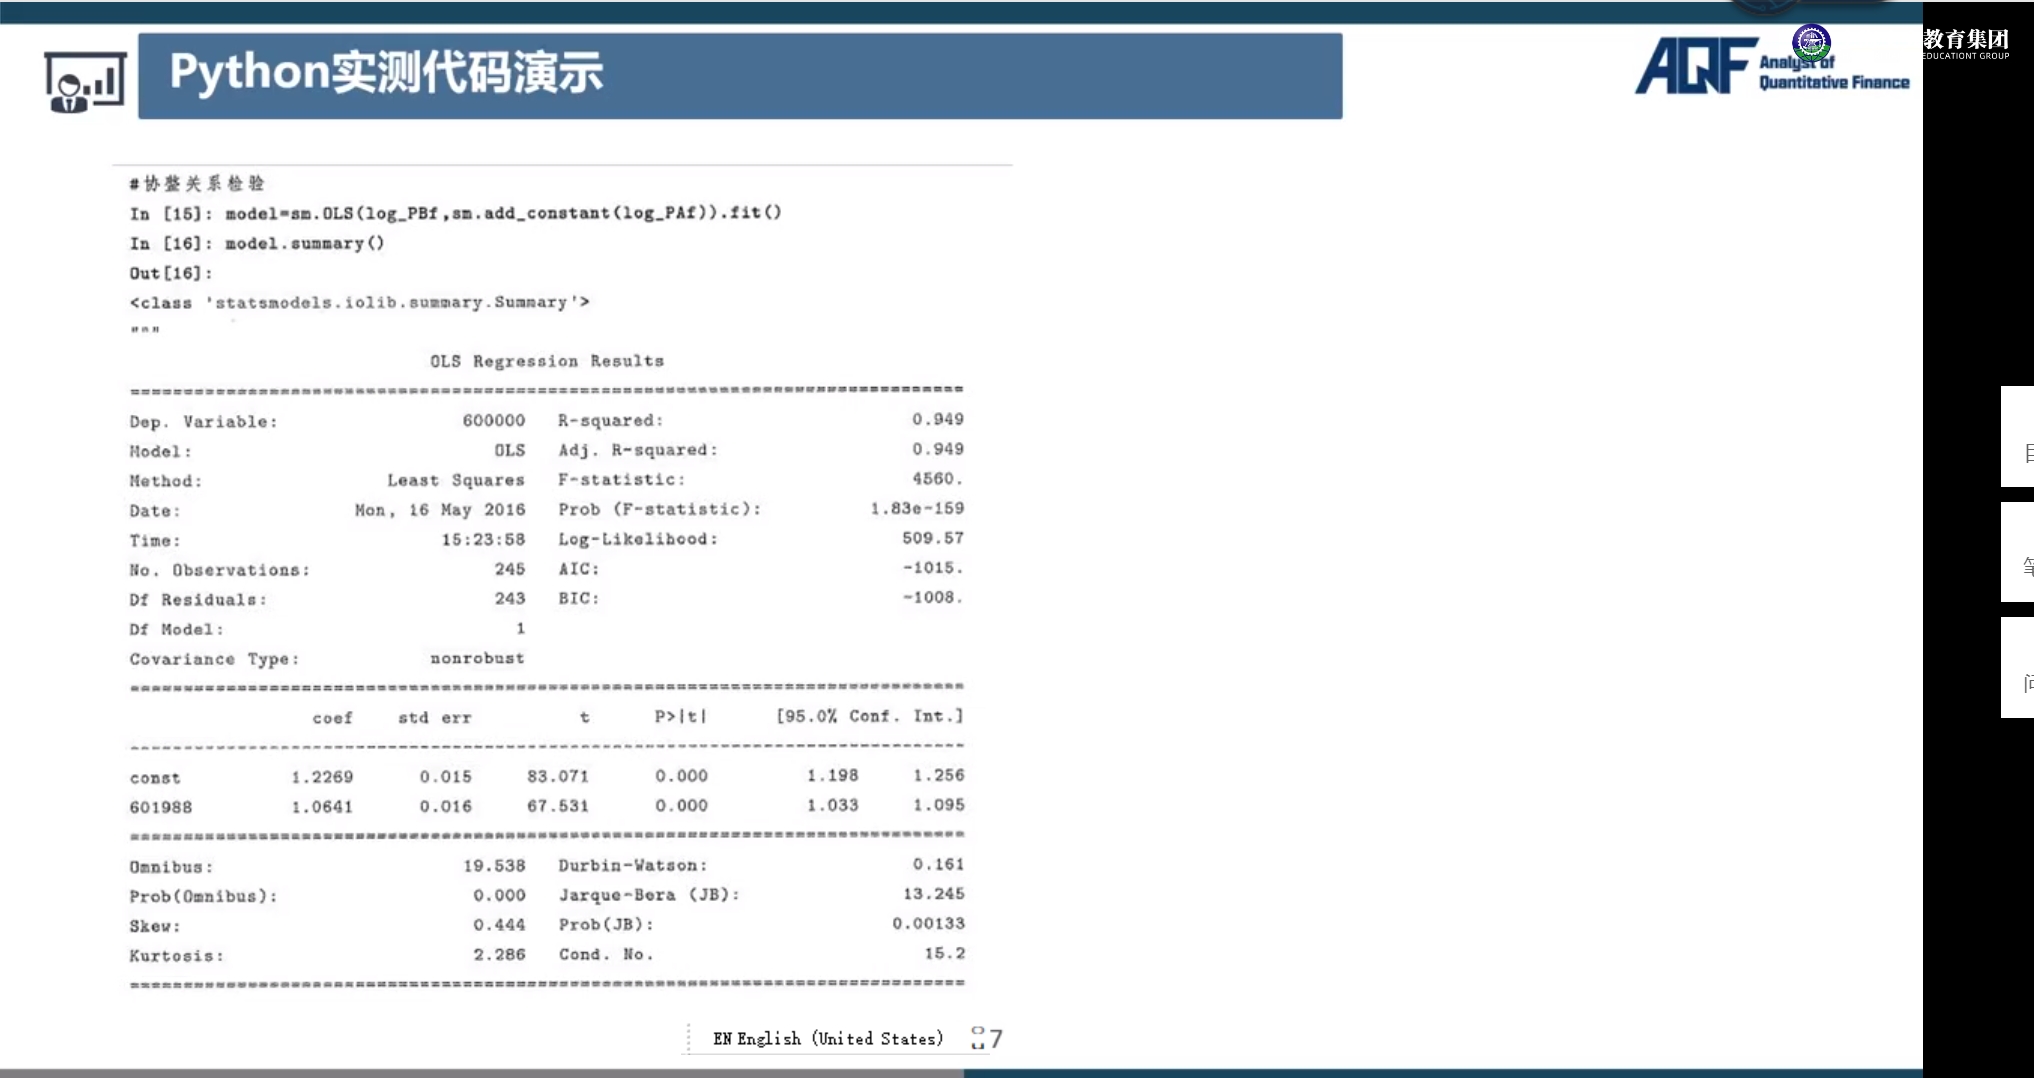 Python实测代码演示
AQF Analyst of
Quantitative Finance
教育集团
EDUCATIONT GROUP
#协整关系检验
In [15]: model=sm.OLS(log_PBf,sm.add_constant(log_PAf)).fit()
In [16]: model.summary()
Out[16]:
<class 'statsmodels.iolib.summary.Summary'>
"""
OLS Regression Results
Dep. Variable: 600000 R-squared: 0.949
Model: OLS Adj. R-squared: 0.949
Method: Least Squares F-statistic: 4560.
Date: Mon, 16 May 2016 Prob (F-statistic): 1.83e-159
Time: 15:23:58 Log-Likelihood: 509.57
No. Observations: 245 AIC: -1015.
Df Residuals: 243 BIC: -1008.
Df Model: 1
Covariance Type: nonrobust
coef std err t P>|t| [95.0% Conf. Int.]
const 1.2269 0.015 83.071 0.000 1.198 1.256
601988 1.0641 0.016 67.531 0.000 1.033 1.095
Omnibus: 19.538 Durbin-Watson: 0.161
Prob(Omnibus): 0.000 Jarque-Bera (JB): 13.245
Skew: 0.444 Prob(JB): 0.00133
Kurtosis: 2.286 Cond. No. 15.2
EN English (United States)